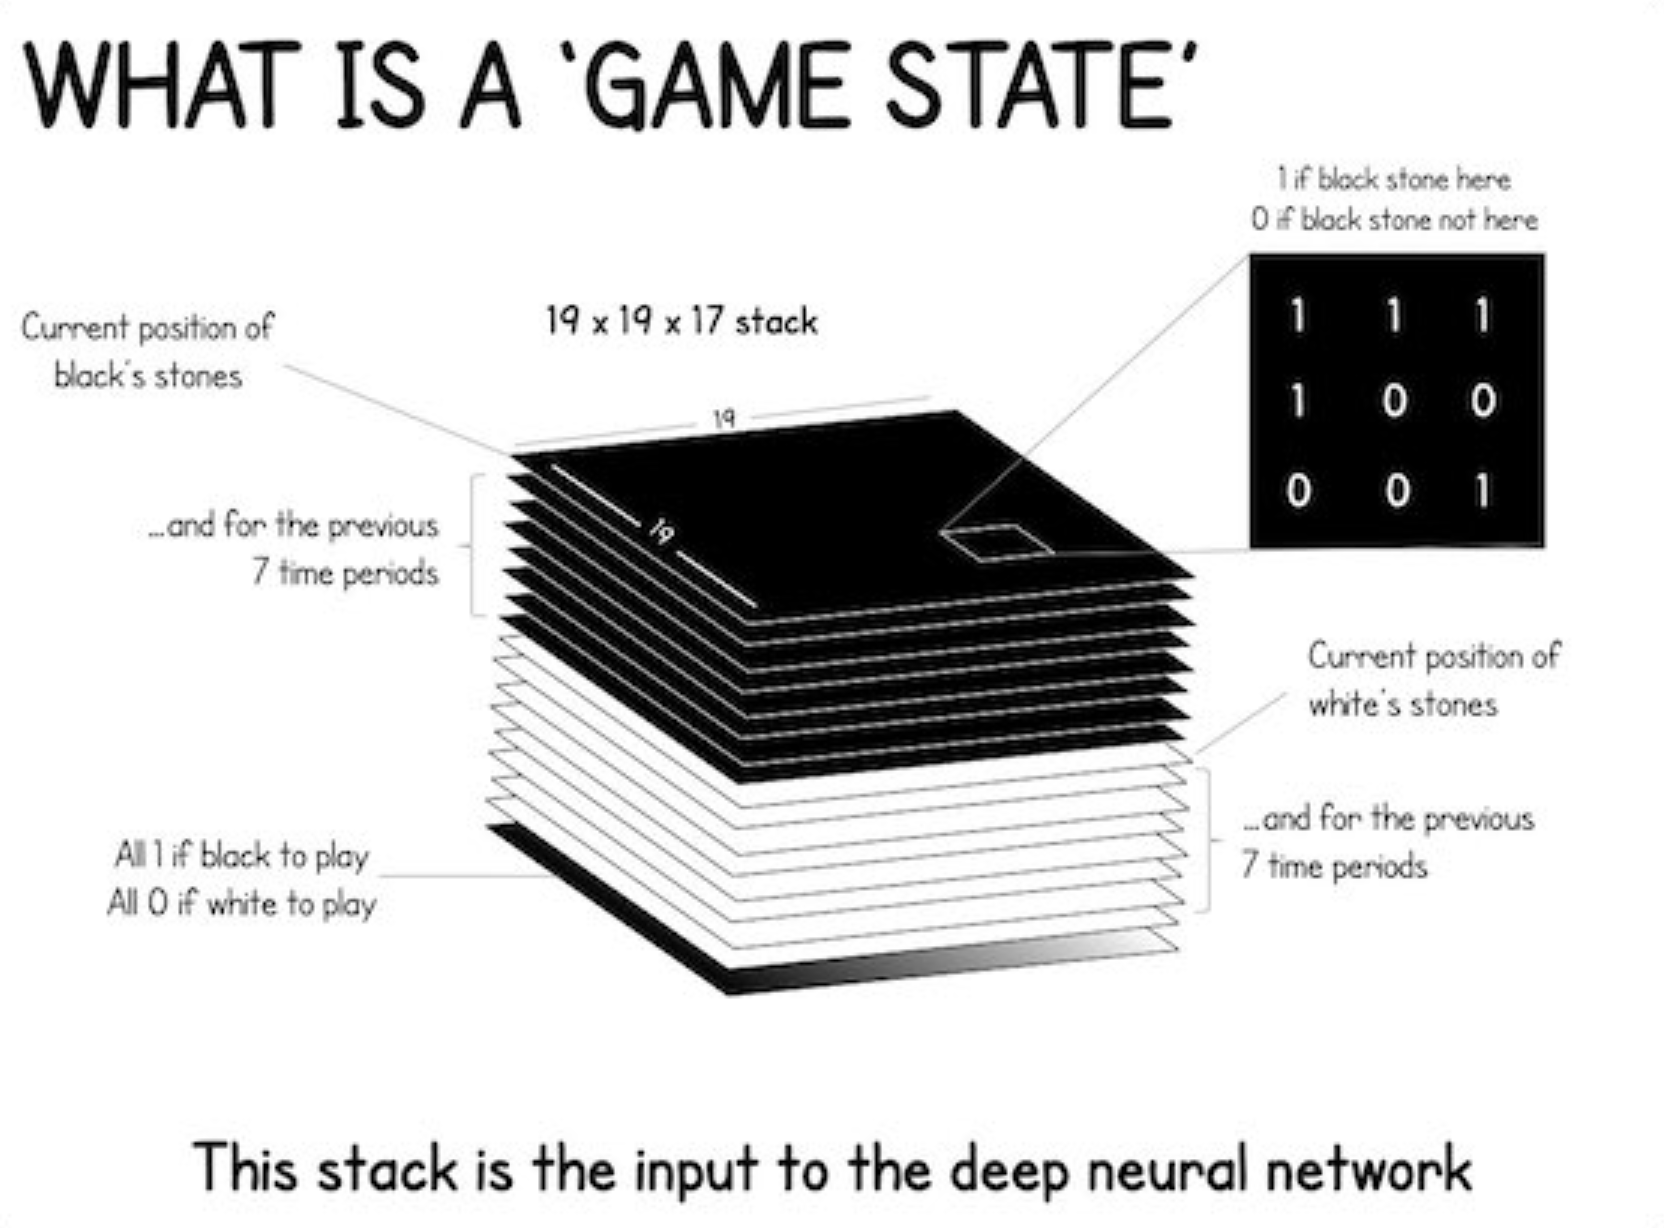 WHAT IS A ‘GAME STATE’
1 if black stone here
0 if black stone not here
1 1 1
1 0 0
0 0 1
Current position of
black's stones
19 x 19 x 17 stack
19
19
...and for the previous
7 time periods
Current position of
white's stones
...and for the previous
7 time periods
All 1 if black to play
All 0 if white to play
This stack is the input to the deep neural network